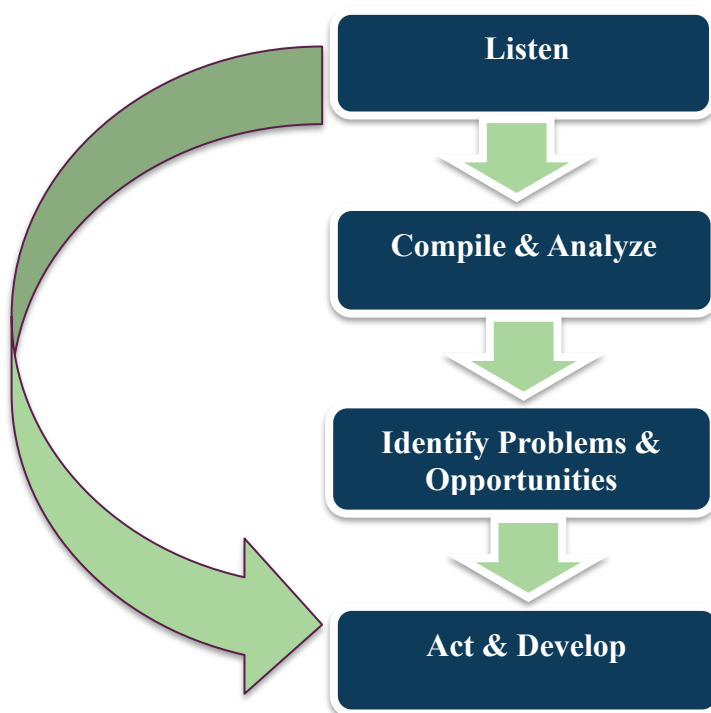 Listen
Compile & Analyze
Identify Problems &
Opportunities
Act & Develop